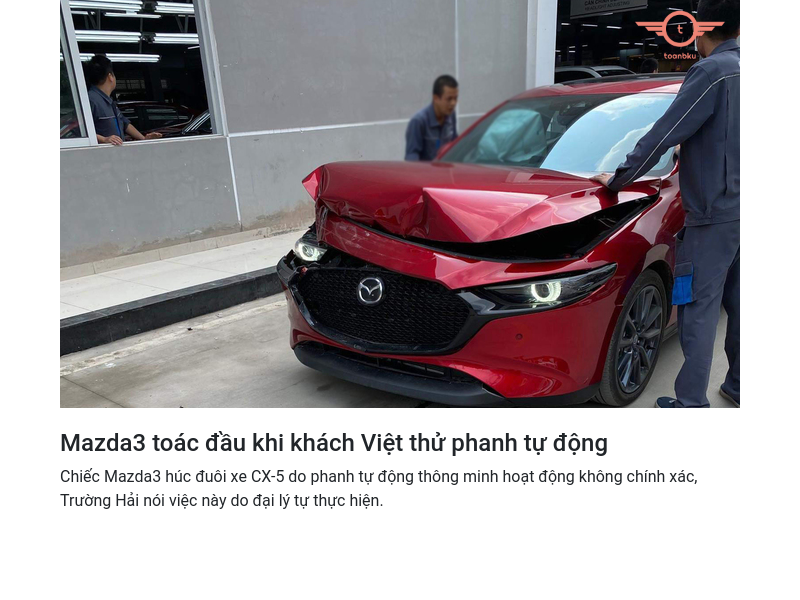 t
toanbku
Mazda3 toác đầu khi khách Việt thử phanh tự động
Chiếc Mazda3 húc đuôi xe CX-5 do phanh tự động thông minh hoạt động không chính xác,
Trường Hải nói việc này do đại lý tự thực hiện.